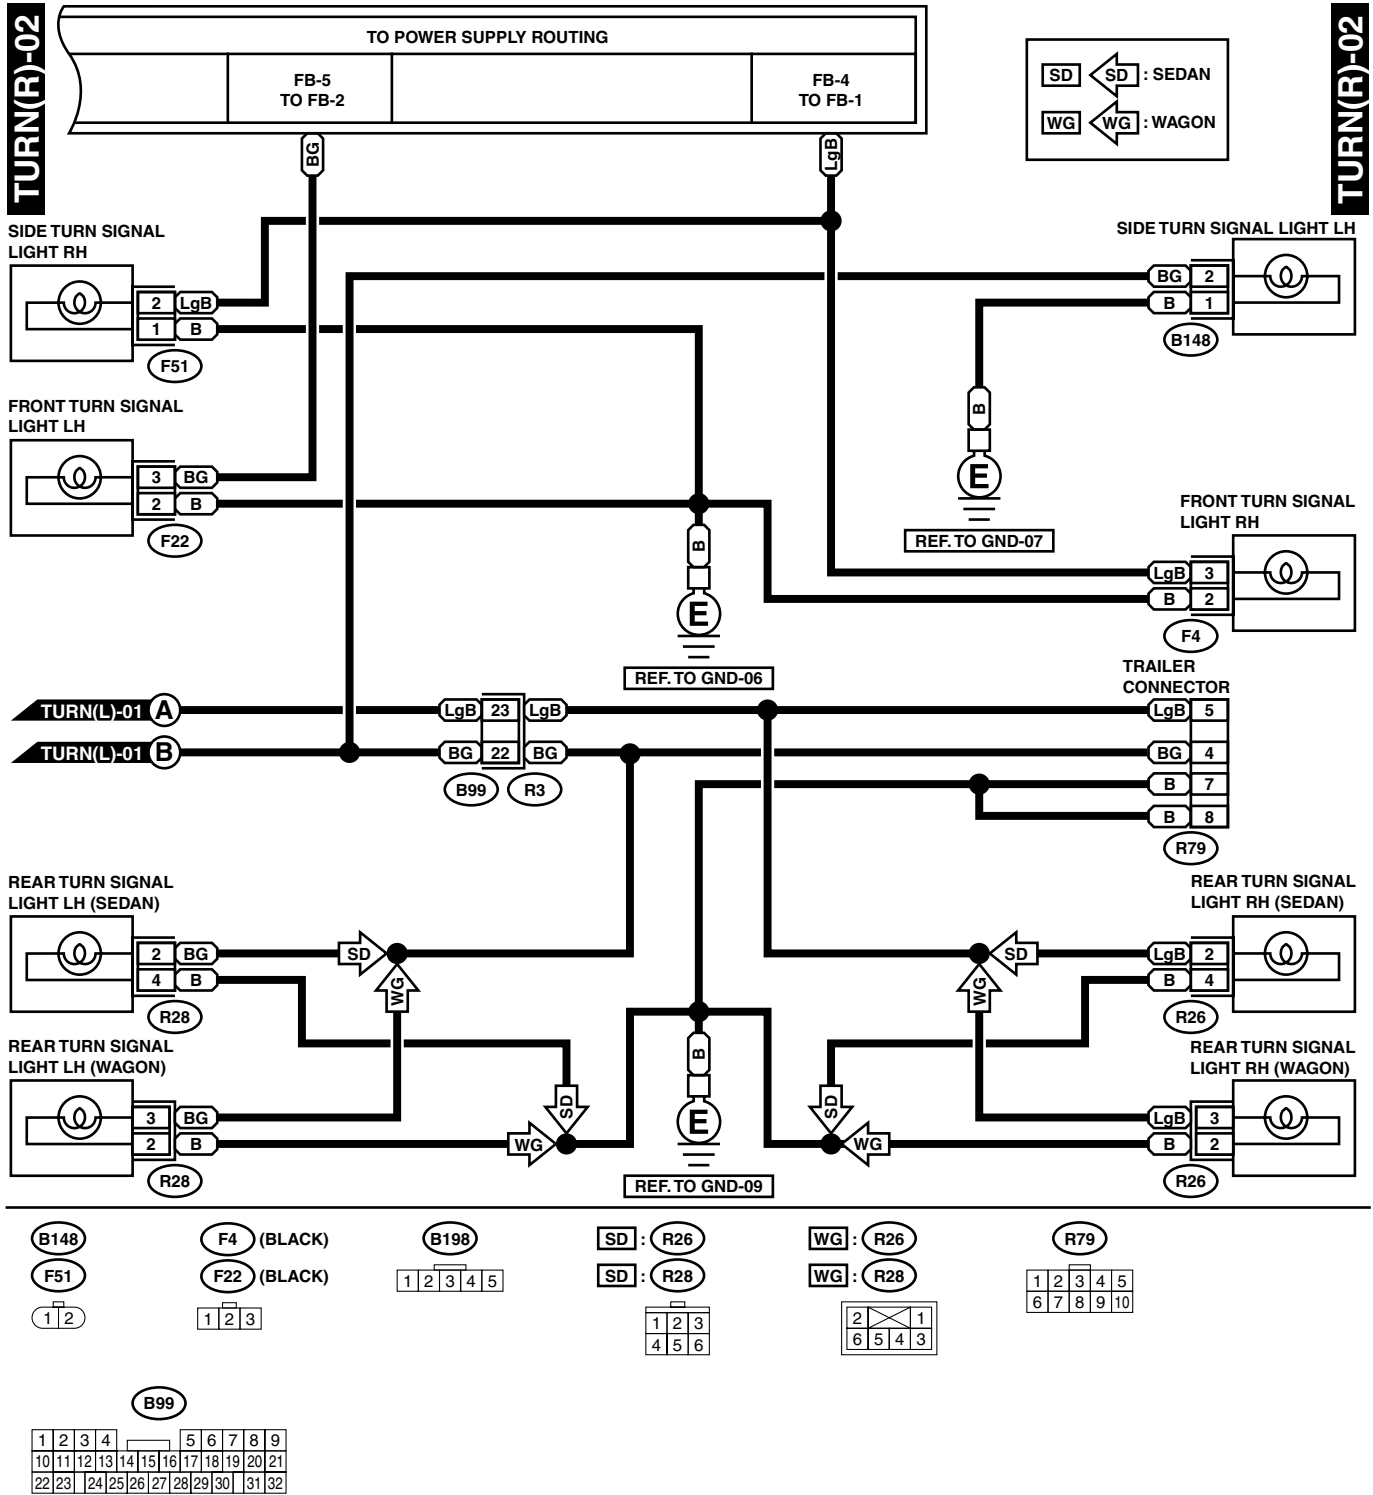 TURN(R)-02
TURN(R)-02
TO POWER SUPPLY ROUTING
FB-5
TO FB-2
FB-4
TO FB-1
SD SD : SEDAN
WG WG : WAGON
BG
LgB
SIDE TURN SIGNAL
LIGHT RH
2 LgB
1 B
F51
SIDE TURN SIGNAL LIGHT LH
BG 2
B 1
B148
B
E
REF. TO GND-07
FRONT TURN SIGNAL
LIGHT LH
3 BG
2 B
F22
B
E
REF. TO GND-06
FRONT TURN SIGNAL
LIGHT RH
LgB 3
B 2
F4
TRAILER
CONNECTOR
TURN(L)-01 A LgB 23 LgB LgB 5
TURN(L)-01 B BG 22 BG BG 4
B 7
B 8
B99 R3
R79
REAR TURN SIGNAL
LIGHT LH (SEDAN)
2 BG SD
4 B WG
R28
REAR TURN SIGNAL
LIGHT RH (SEDAN)
SD LgB 2
WG B 4
R26
REAR TURN SIGNAL
LIGHT LH (WAGON)
3 BG SD
2 B WG
R28
B
E
REF. TO GND-09
REAR TURN SIGNAL
LIGHT RH (WAGON)
SD LgB 3
WG B 2
R26
B148
F51
1 2
F4 (BLACK)
F22 (BLACK)
1 2 3
B198
1 2 3 4 5
SD : R26
SD : R28
1 2 3
4 5 6
WG : R26
WG : R28
2 1
6 5 4 3
R79
1 2 3 4 5
6 7 8 9 10
B99
1 2 3 4 5 6 7 8 9
10 11 12 13 14 15 16 17 18 19 20 21
22 23 24 25 26 27 28 29 30 31 32